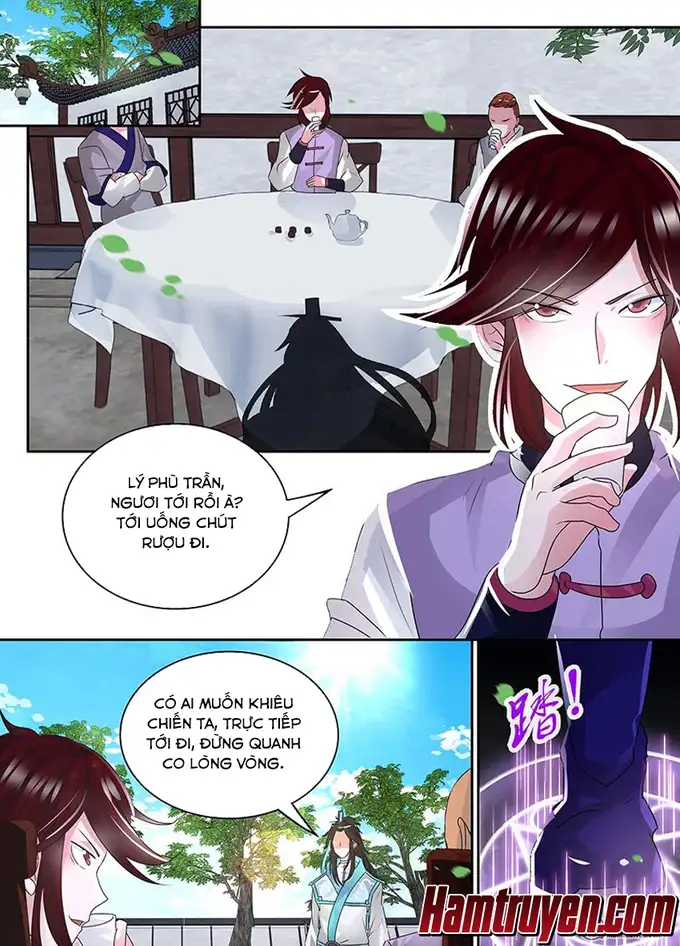 LÝ PHÙ TRẦN,
NGƯƠI TỚI RỒI À?
TỚI UỐNG CHÚT
RƯỢU ĐI.
CÓ AI MUỐN KHIÊU
CHIẾN TA, TRỰC TIẾP
TỚI ĐI, ĐỪNG QUANH
CO LÒNG VÒNG.
踏!
Hamtruyen.com